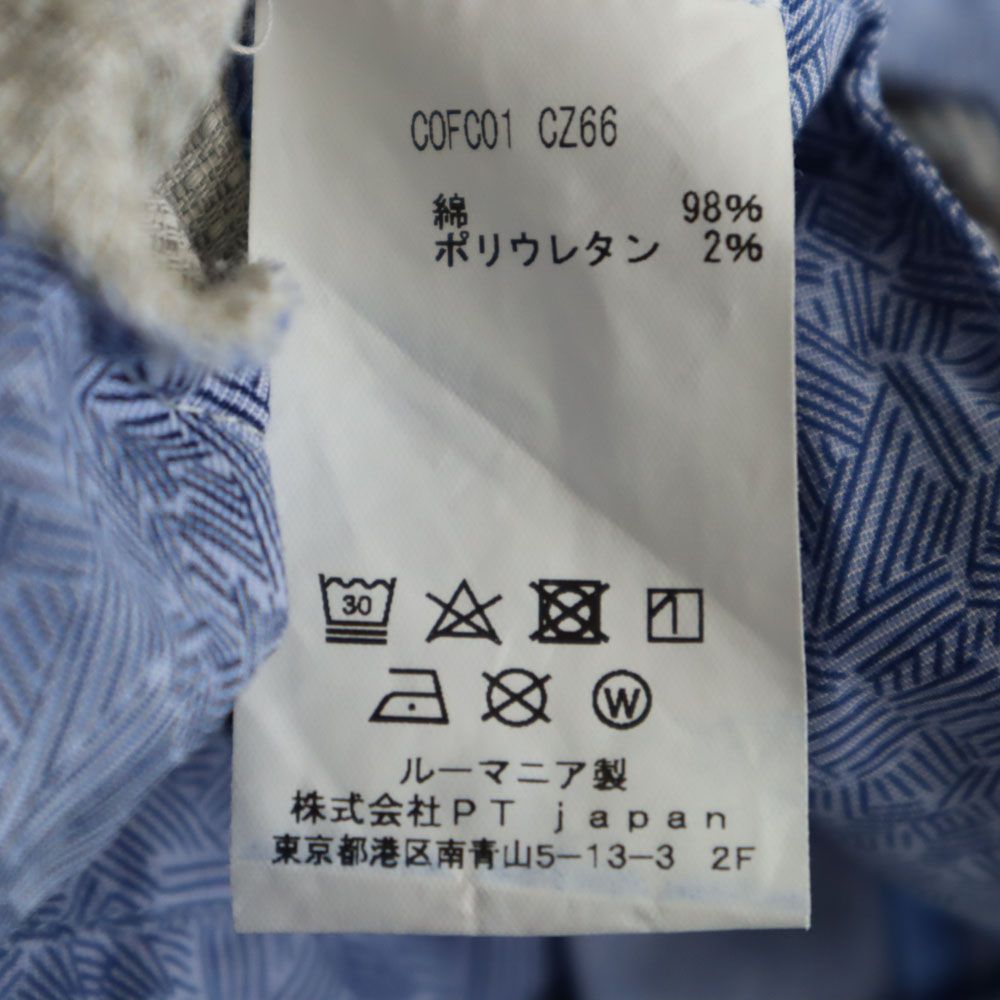 COFC01 CZ66
綿 98%
ポリウレタン 2%
30
W
ルーマニア製
株式会社ＰＴ ｊａｐａｎ
東京都港区南青山5-13-3 2F